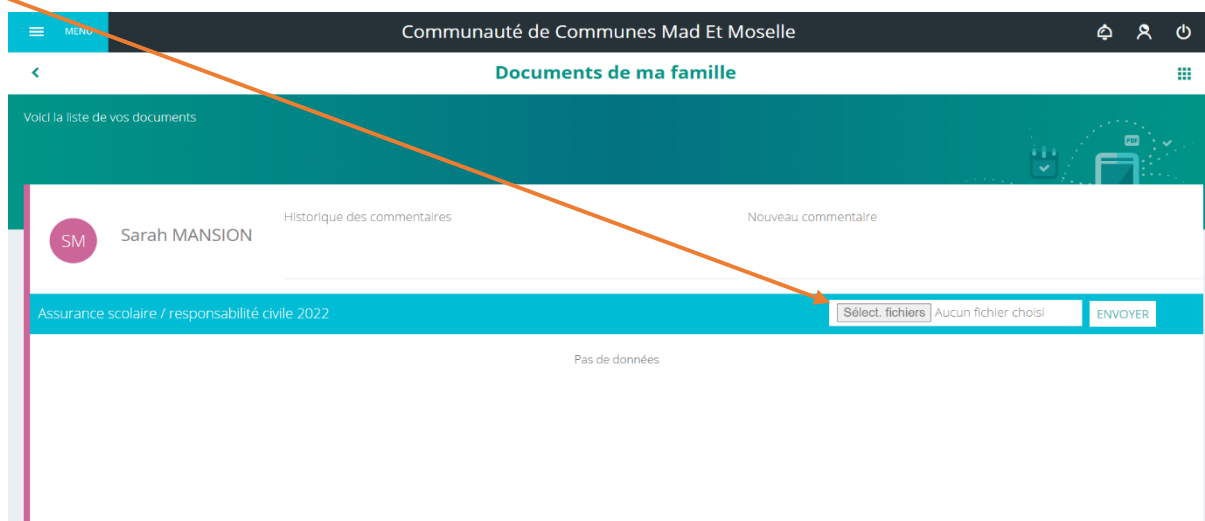 MENU
Communauté de Communes Mad Et Moselle
Documents de ma famille
Voici la liste de vos documents
PDF
SM
Sarah MANSION
Historique des commentaires
Nouveau commentaire
Assurance scolaire / responsabilité civile 2022
Sélect. fichiers Aucun fichier choisi
ENVOYER
Pas de données